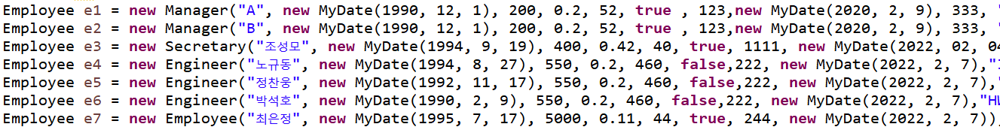 Employee e1 = new Manager("A", new MyDate(1990, 12, 1), 200, 0.2, 52, true , 123,new MyDate(2020, 2, 9), 333, "
Employee e2 = new Manager("B", new MyDate(1990, 12, 1), 200, 0.2, 52, true , 123,new MyDate(2020, 2, 9), 333, "
Employee e3 = new Secretary("조성모", new MyDate(1994, 9, 19), 400, 0.42, 40, true, 1111, new MyDate(2022, 02, 04
Employee e4 = new Engineer("노규동", new MyDate(1994, 8, 27), 550, 0.2, 460, false,222, new MyDate(2022, 2, 7),"
Employee e5 = new Engineer("정찬웅", new MyDate(1992, 11, 17), 550, 0.2, 460, false,222, new MyDate(2022, 2, 7),"
Employee e6 = new Engineer("박석호", new MyDate(1990, 2, 9), 550, 0.2, 460, false,222, new MyDate(2022, 2, 7),"HW
Employee e7 = new Employee("최은정", new MyDate(1995, 7, 17), 5000, 0.11, 44, true, 244, new MyDate(2022, 2, 7));